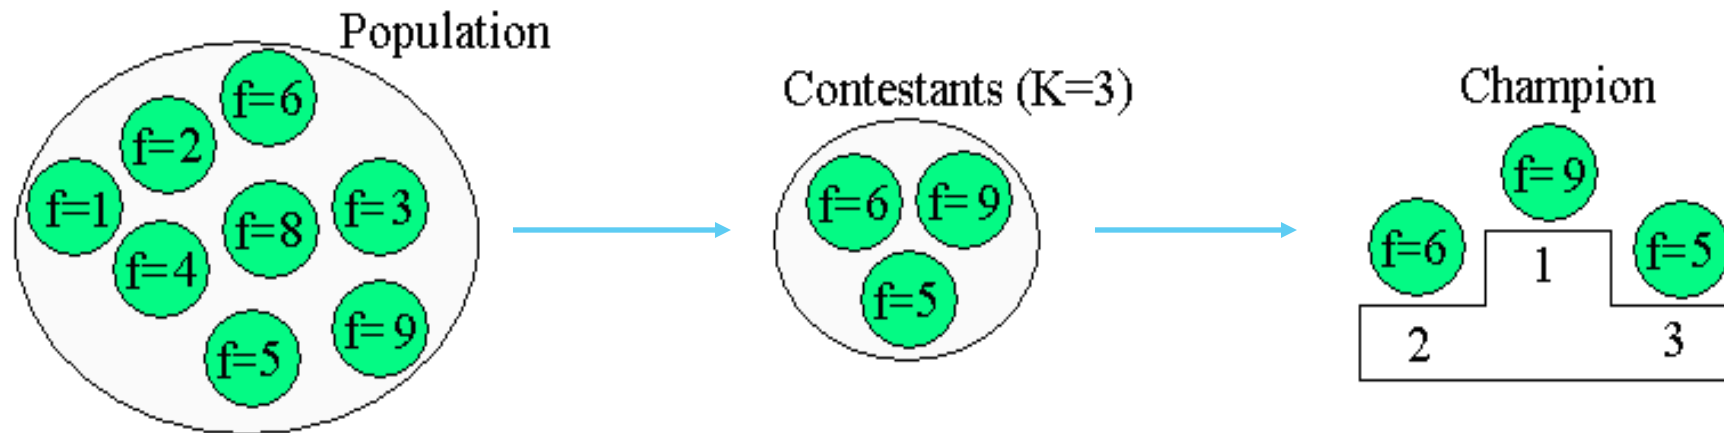 Population
f=6
f=2
f=1
f=3
f=8
f=4
f=9
f=5
Contestants (K=3)
f=6
f=9
f=5
Champion
f=9
f=6
f=5
1
2
3